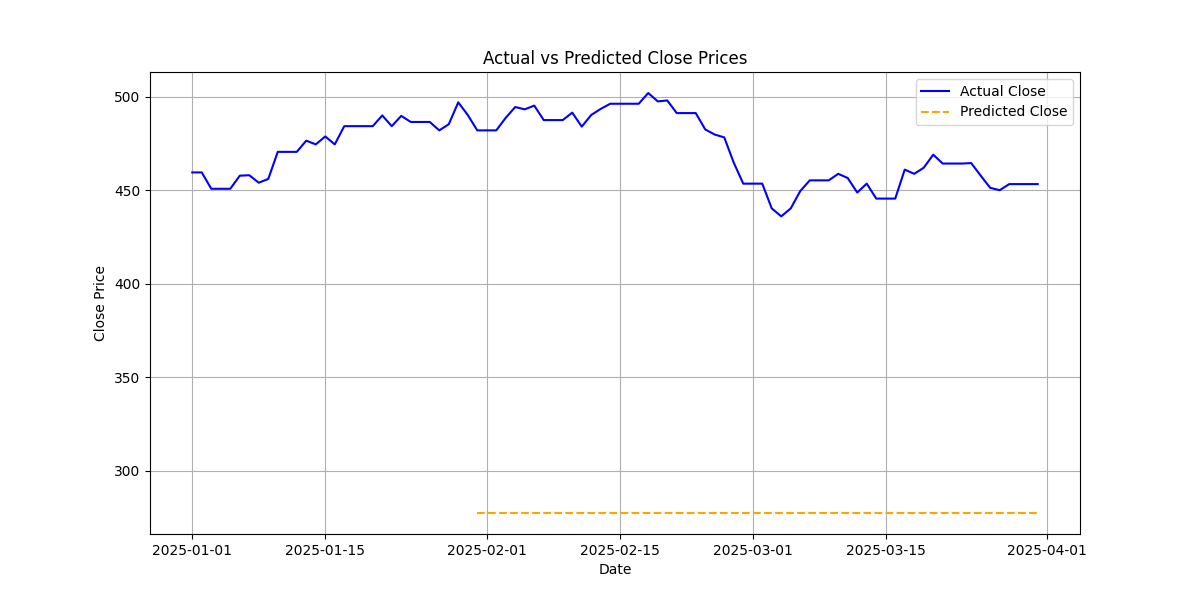 Actual vs Predicted Close Prices
Actual Close
Predicted Close
Close Price
500
450
400
350
300
2025-01-01 2025-01-15 2025-02-01 2025-02-15 2025-03-01 2025-03-15 2025-04-01
Date